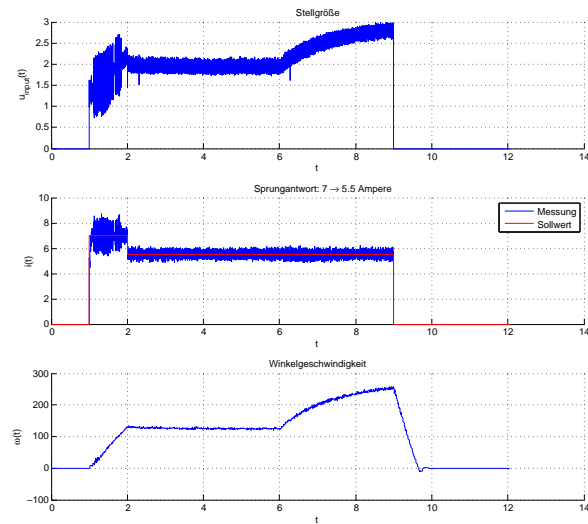 Stellgröße
u_input(t)
3
2.5
2
1.5
1
0.5
0
0 2 4 6 8 10 12 14
t
Sprungantwort: 7 → 5.5 Ampere
i(t)
10
8
6
4
2
0
Messung
Sollwert
0 2 4 6 8 10 12 14
t
Winkelgeschwindigkeit
ω(t)
300
200
100
0
−100
0 2 4 6 8 10 12 14
t